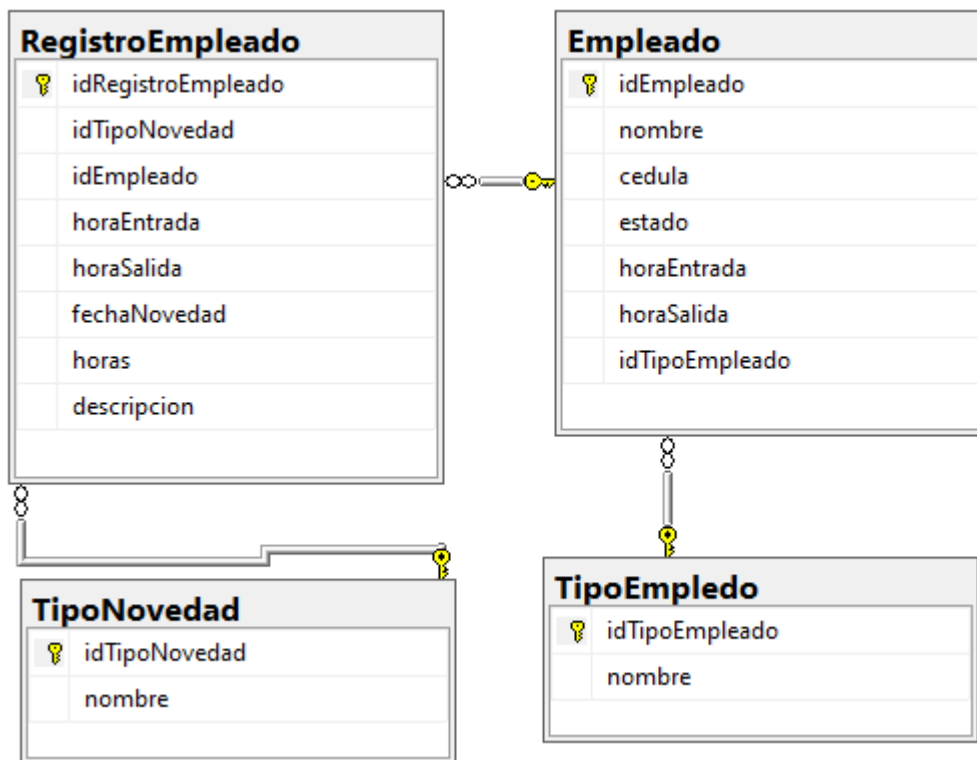 RegistroEmpleado
idRegistroEmpleado
idTipoNovedad
idEmpleado
horaEntrada
horaSalida
fechaNovedad
horas
descripcion
Empleado
idEmpleado
nombre
cedula
estado
horaEntrada
horaSalida
idTipoEmpleado
TipoNovedad
idTipoNovedad
nombre
TipoEmpledo
idTipoEmpleado
nombre